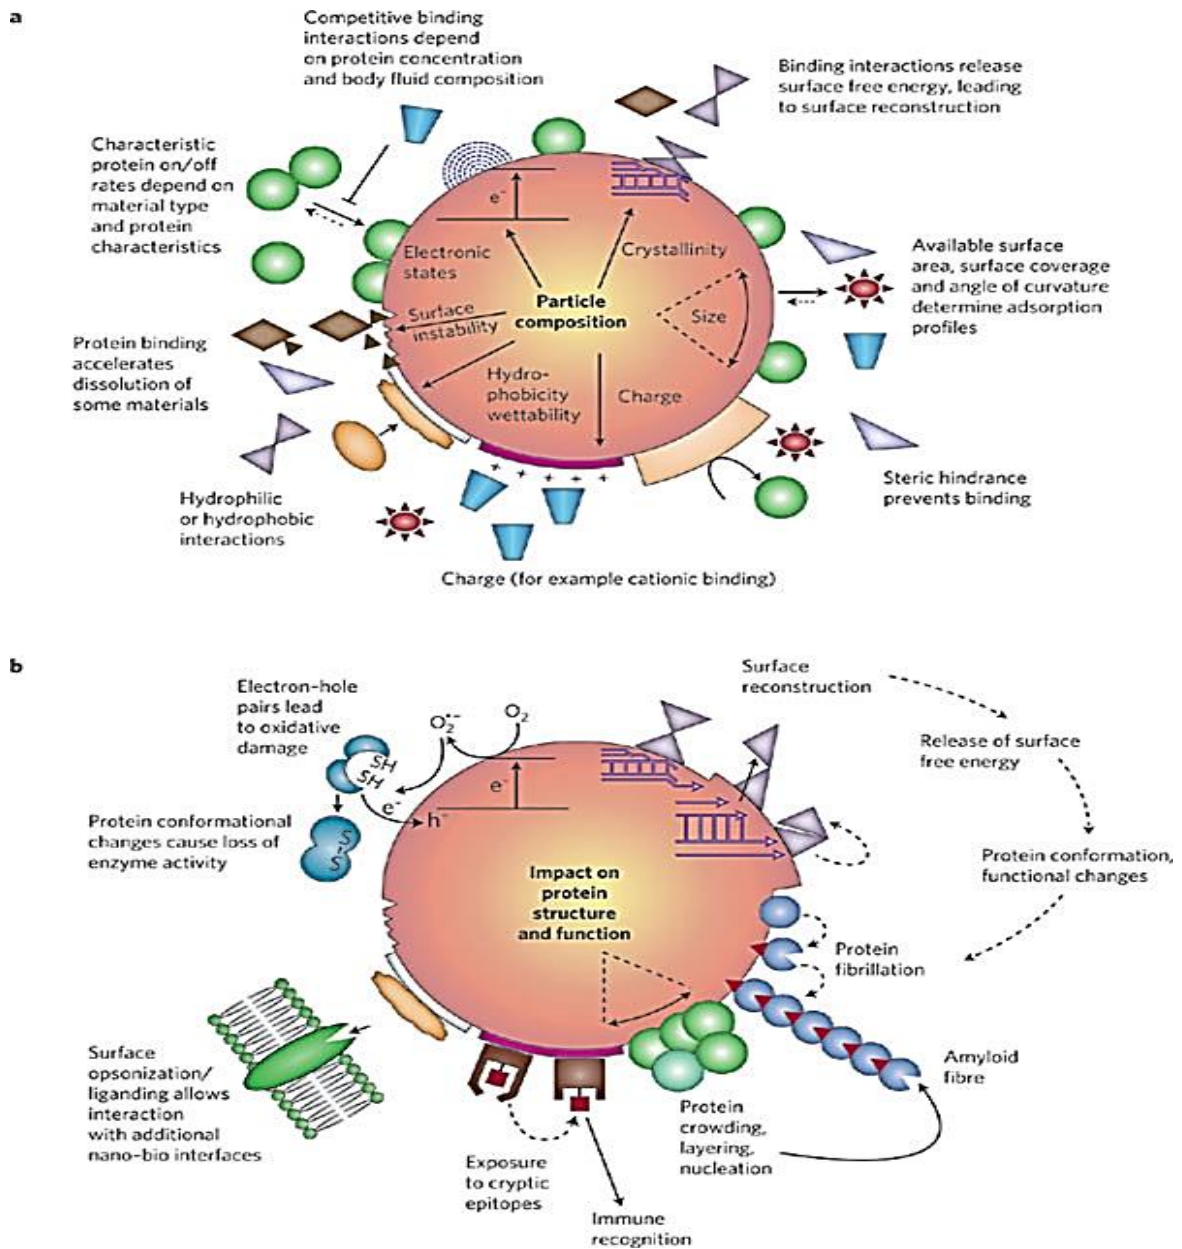 a
Competitive binding
interactions depend
on protein concentration
and body fluid composition
Binding interactions release
surface free energy, leading
to surface reconstruction
Characteristic
protein on/off
rates depend on
material type
and protein
characteristics
e-
Electronic
states
Crystallinity
Available surface
area, surface coverage
and angle of curvature
determine adsorption
profiles
Particle
composition
Surface
instability
Size
Protein binding
accelerates
dissolution of
some materials
Hydro-
phobicity
wettability
Charge
+ + + + +
Steric hindrance
prevents binding
Hydrophilic
or hydrophobic
interactions
Charge (for example cationic binding)
b
Surface
reconstruction
Electron–hole
pairs lead
to oxidative
damage
O2•–
O2
Release of surface
free energy
SH
SH
e-
e-
h-
Protein conformational
changes cause loss of
enzyme activity
S
S
Protein conformation,
functional changes
Impact on
protein
structure
and function
Protein
fibrillation
Surface
opsonization/
liganding allows
interaction
with additional
nano-bio interfaces
Amyloid
fibre
Protein
crowding,
layering,
nucleation
Exposure
to cryptic
epitopes
Immune
recognition